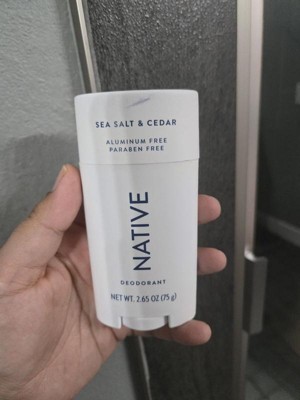 SEA SALT & CEDAR
ALUMINUM FREE
PARABEN FREE
NATIVE
DEODORANT
NET WT. 2.65 OZ (75 g)